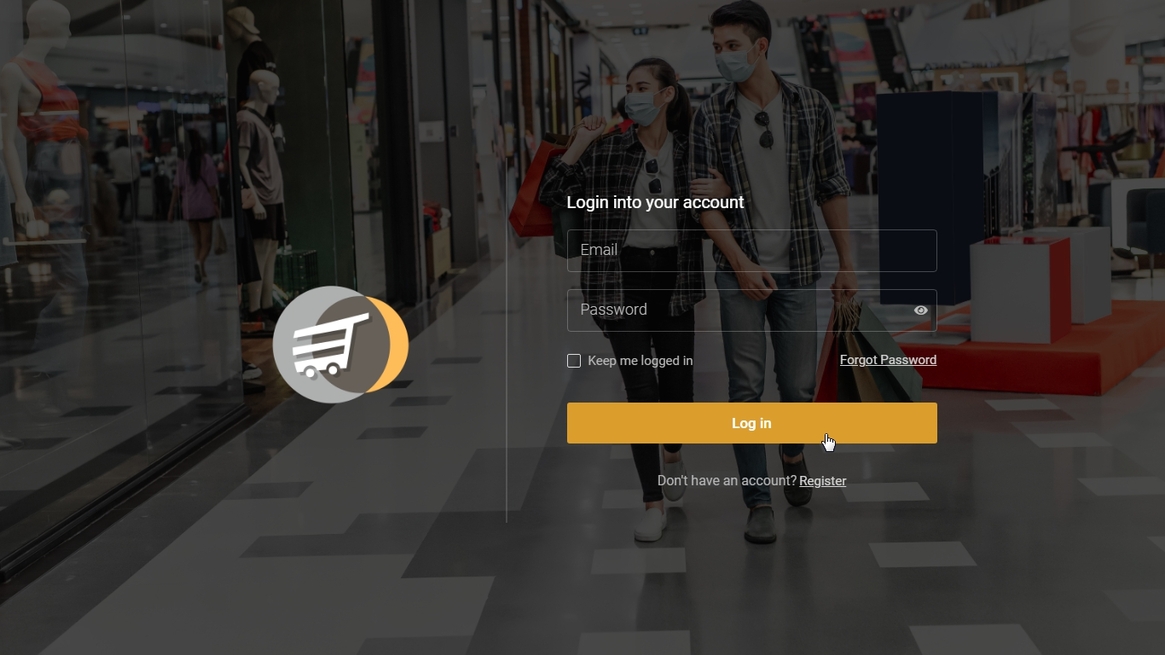 Login into your account
Email
Password
Keep me logged in
Forgot Password
Log in
Don't have an account? Register